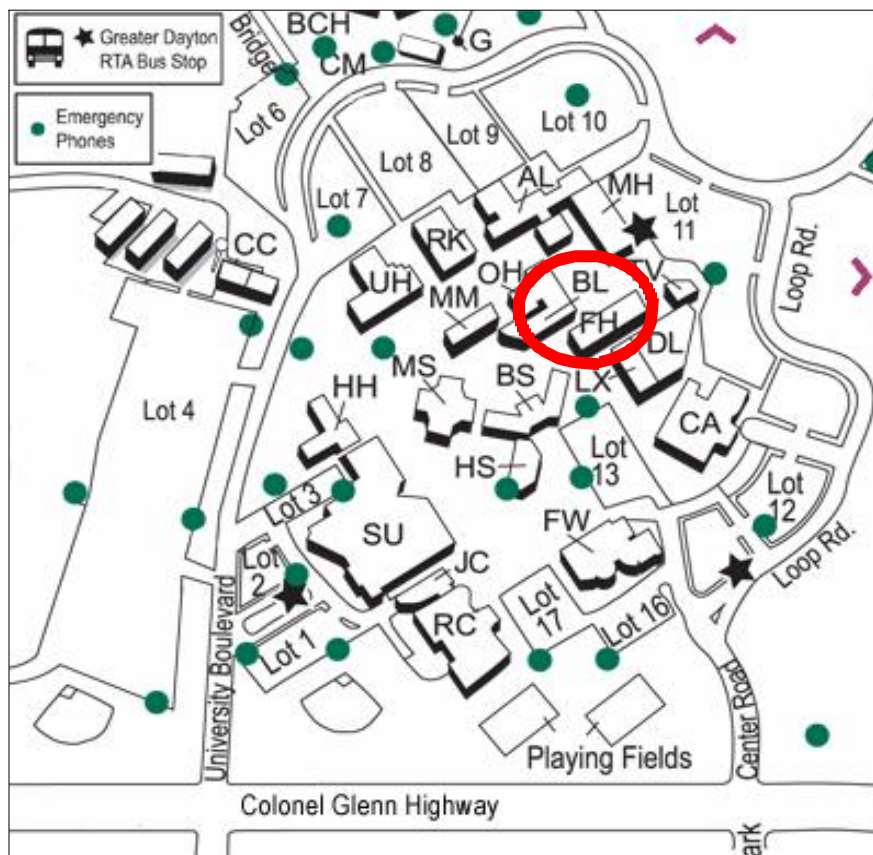 Greater Dayton
RTA Bus Stop
Emergency
Phones
Bridge
BCH
CM
G
Lot 6
Lot 7
Lot 8
Lot 9
Lot 10
AL
MH
Lot
11
Loop Rd.
RK
CC
UH
OH
BL
MM
FH
DL
MS
BS
LX
HH
CA
Lot 4
HS
Lot
13
Lot
12
Lot 3
SU
FW
Loop Rd.
Lot
2
JC
RC
Lot
17
Lot 16
Lot 1
University Boulevard
Center Road
Playing Fields
Colonel Glenn Highway